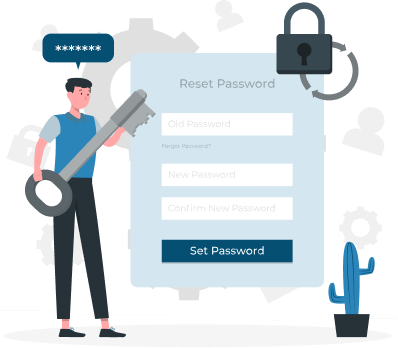 *******
Reset Password
Old Password
Forgot Password?
New Password
Confirm New Password
Set Password